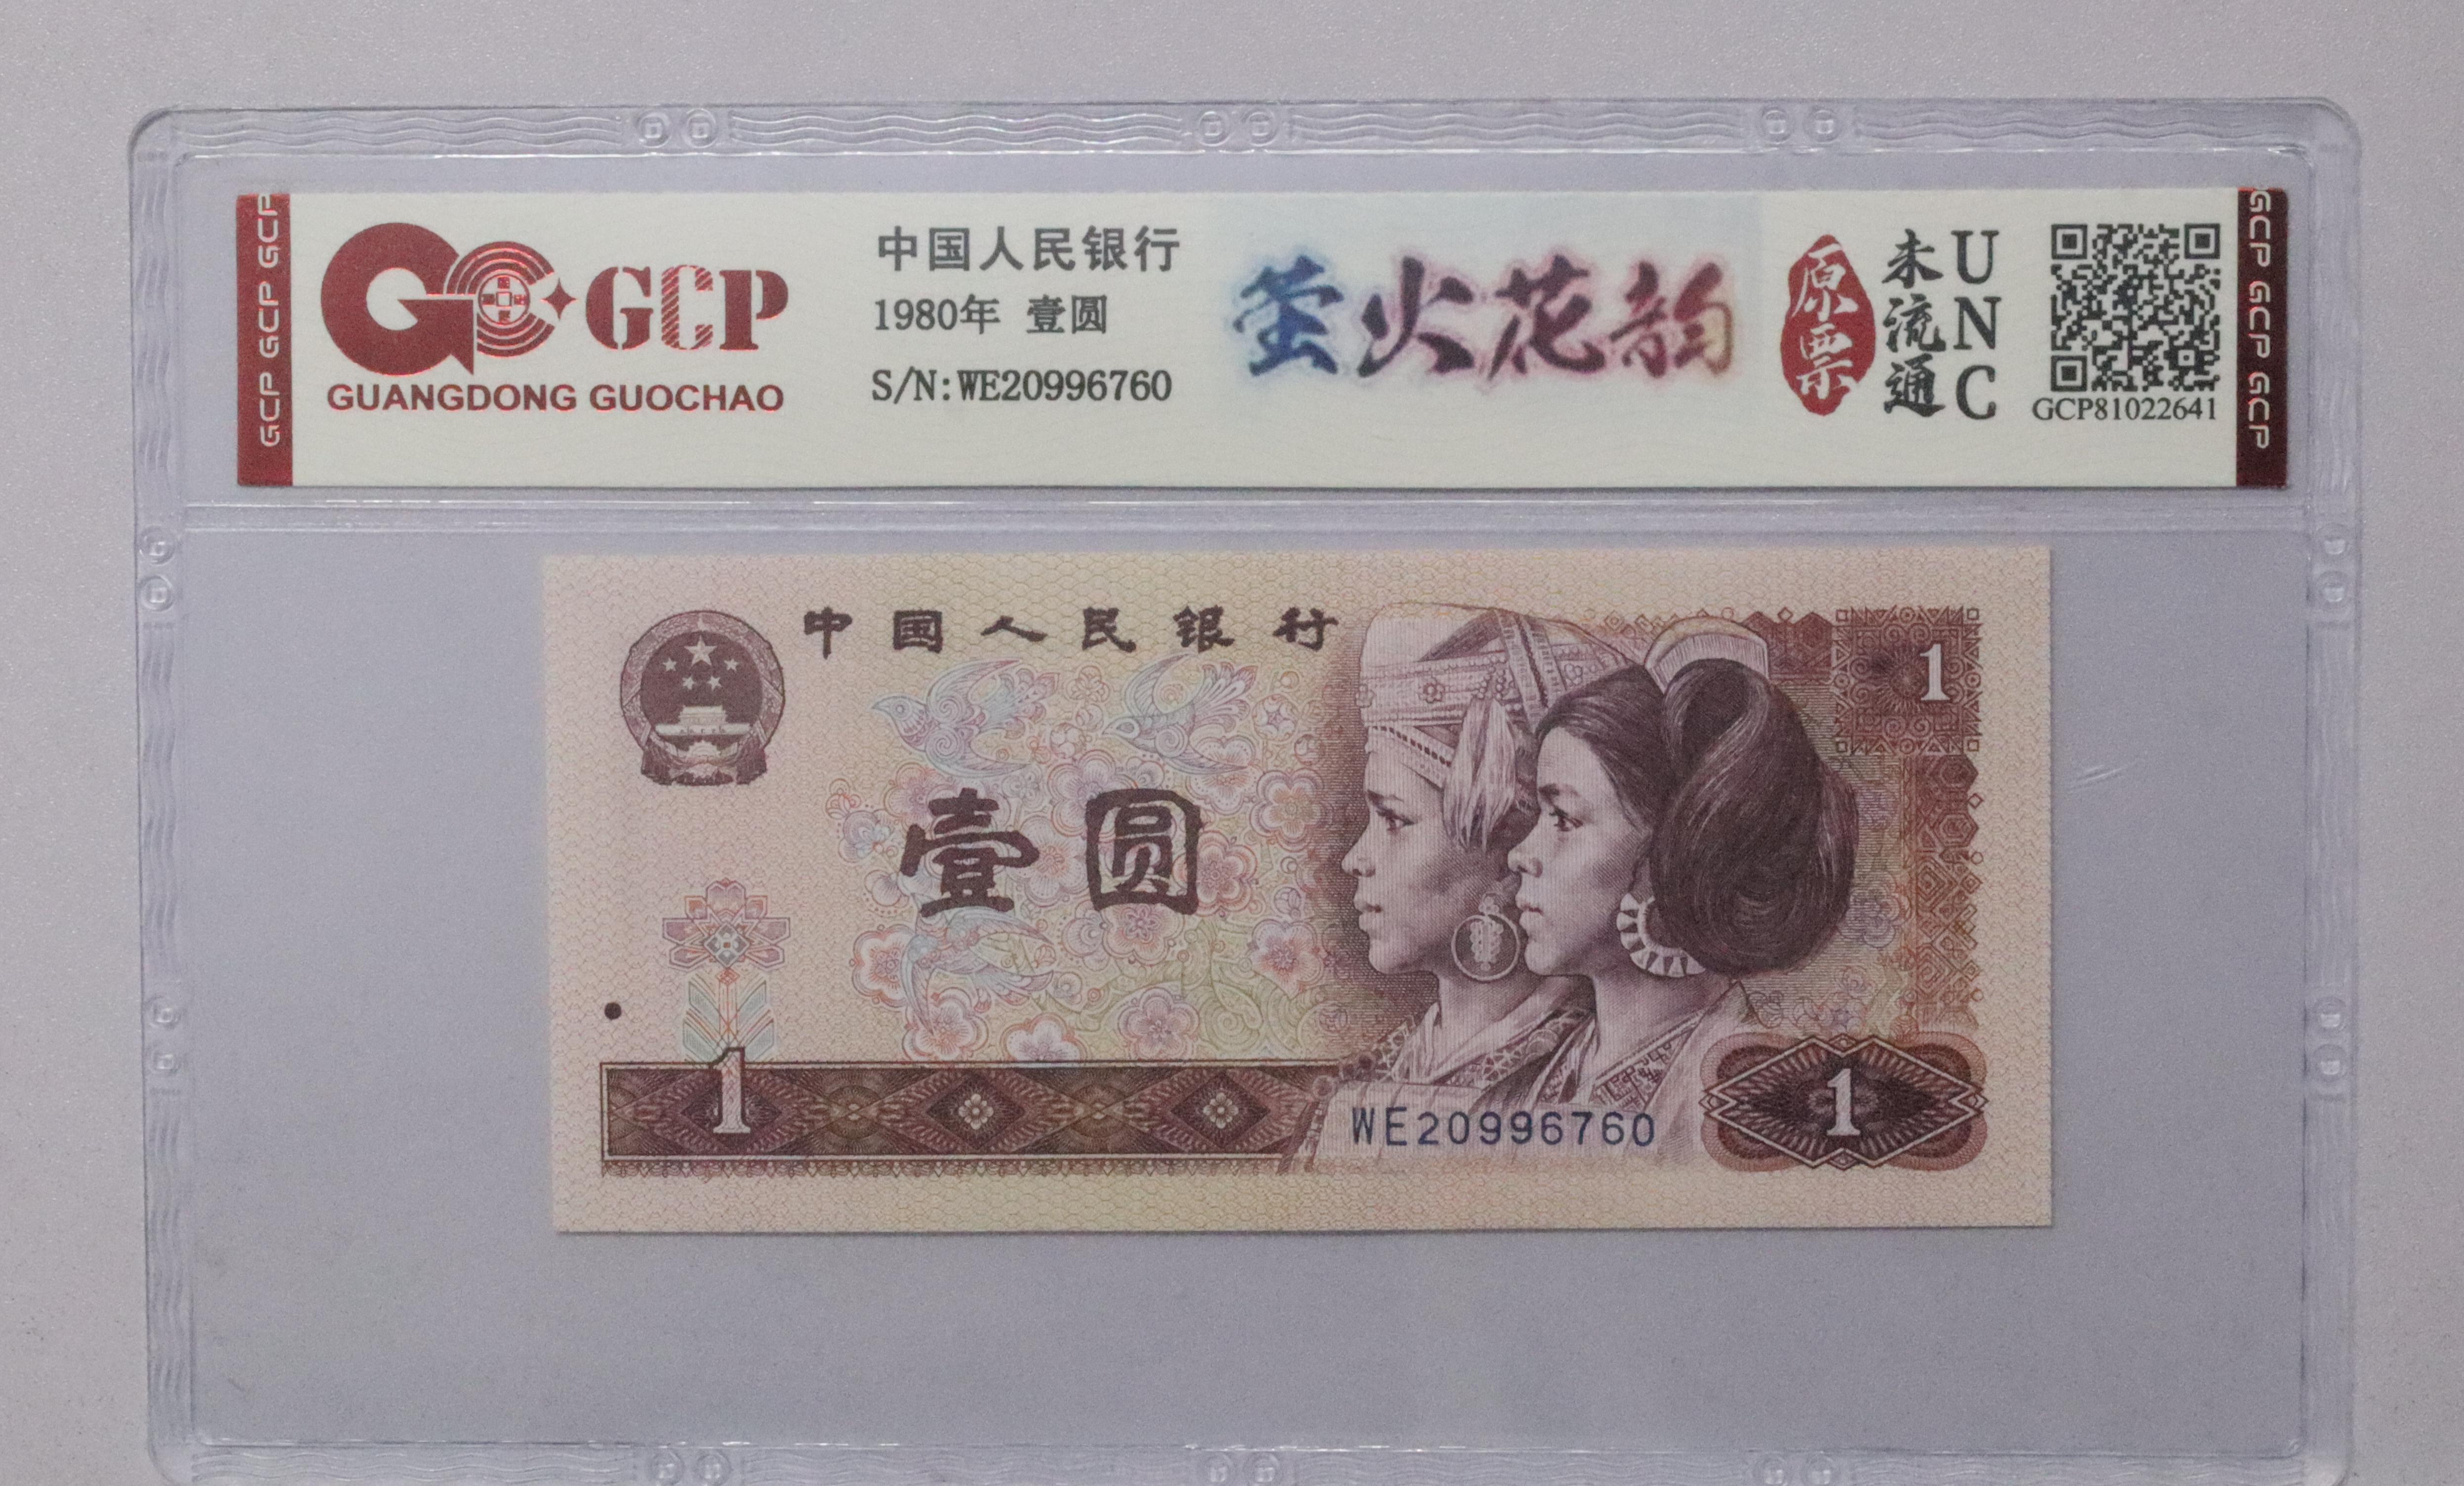 GCP GCP GCP
GCP
GUANGDONG GUOCHAO
中国人民银行
1980年 壹圆
S/N:WE20996760
萤火花韵
原票
未流通
UNC
GCP81022641
GCP GCP GCP
中国人民银行
1
壹圆
1
WE20996760
1